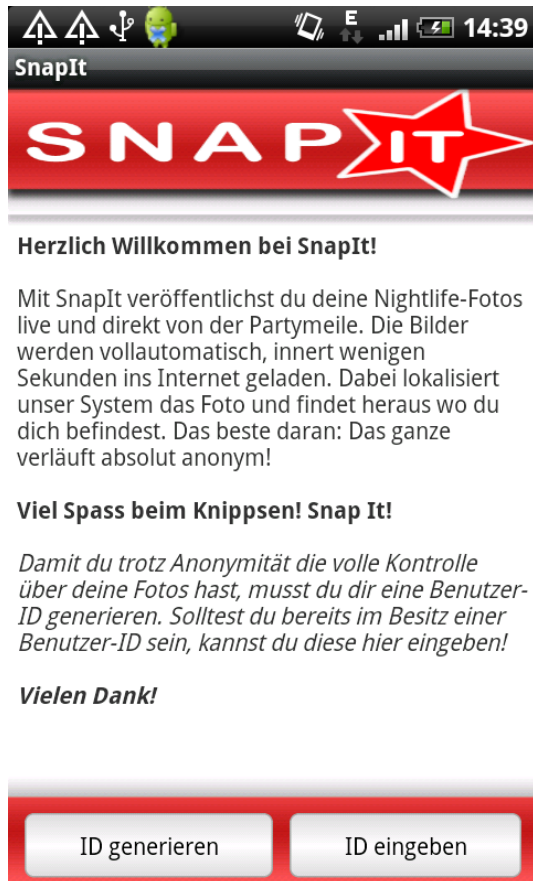 E
14:39
SnapIt
SNAP IT
Herzlich Willkommen bei SnapIt!
Mit SnapIt veröffentlichst du deine Nightlife-Fotos
live und direkt von der Partymeile. Die Bilder
werden vollautomatisch, innert wenigen
Sekunden ins Internet geladen. Dabei lokalisiert
unser System das Foto und findet heraus wo du
dich befindest. Das beste daran: Das ganze
verläuft absolut anonym!
Viel Spass beim Knippsen! Snap It!
Damit du trotz Anonymität die volle Kontrolle
über deine Fotos hast, musst du dir eine Benutzer-
ID generieren. Solltest du bereits im Besitz einer
Benutzer-ID sein, kannst du diese hier eingeben!
Vielen Dank!
ID generieren
ID eingeben